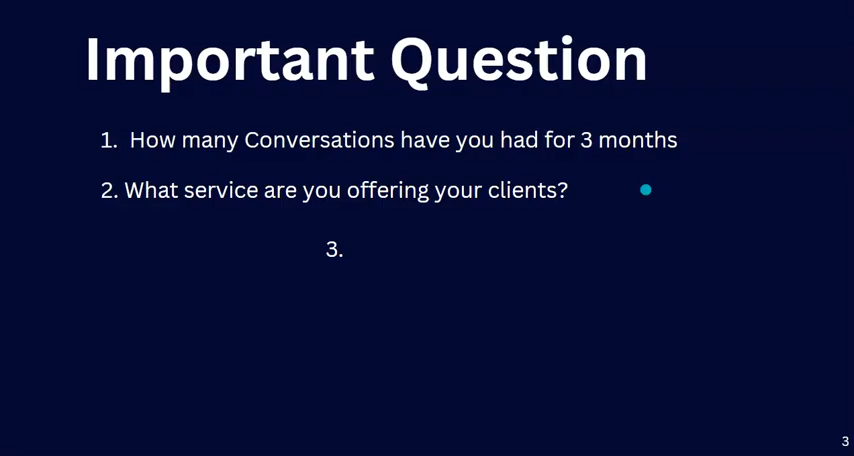 Important Question
1. How many Conversations have you had for 3 months
2. What service are you offering your clients?
3.
3